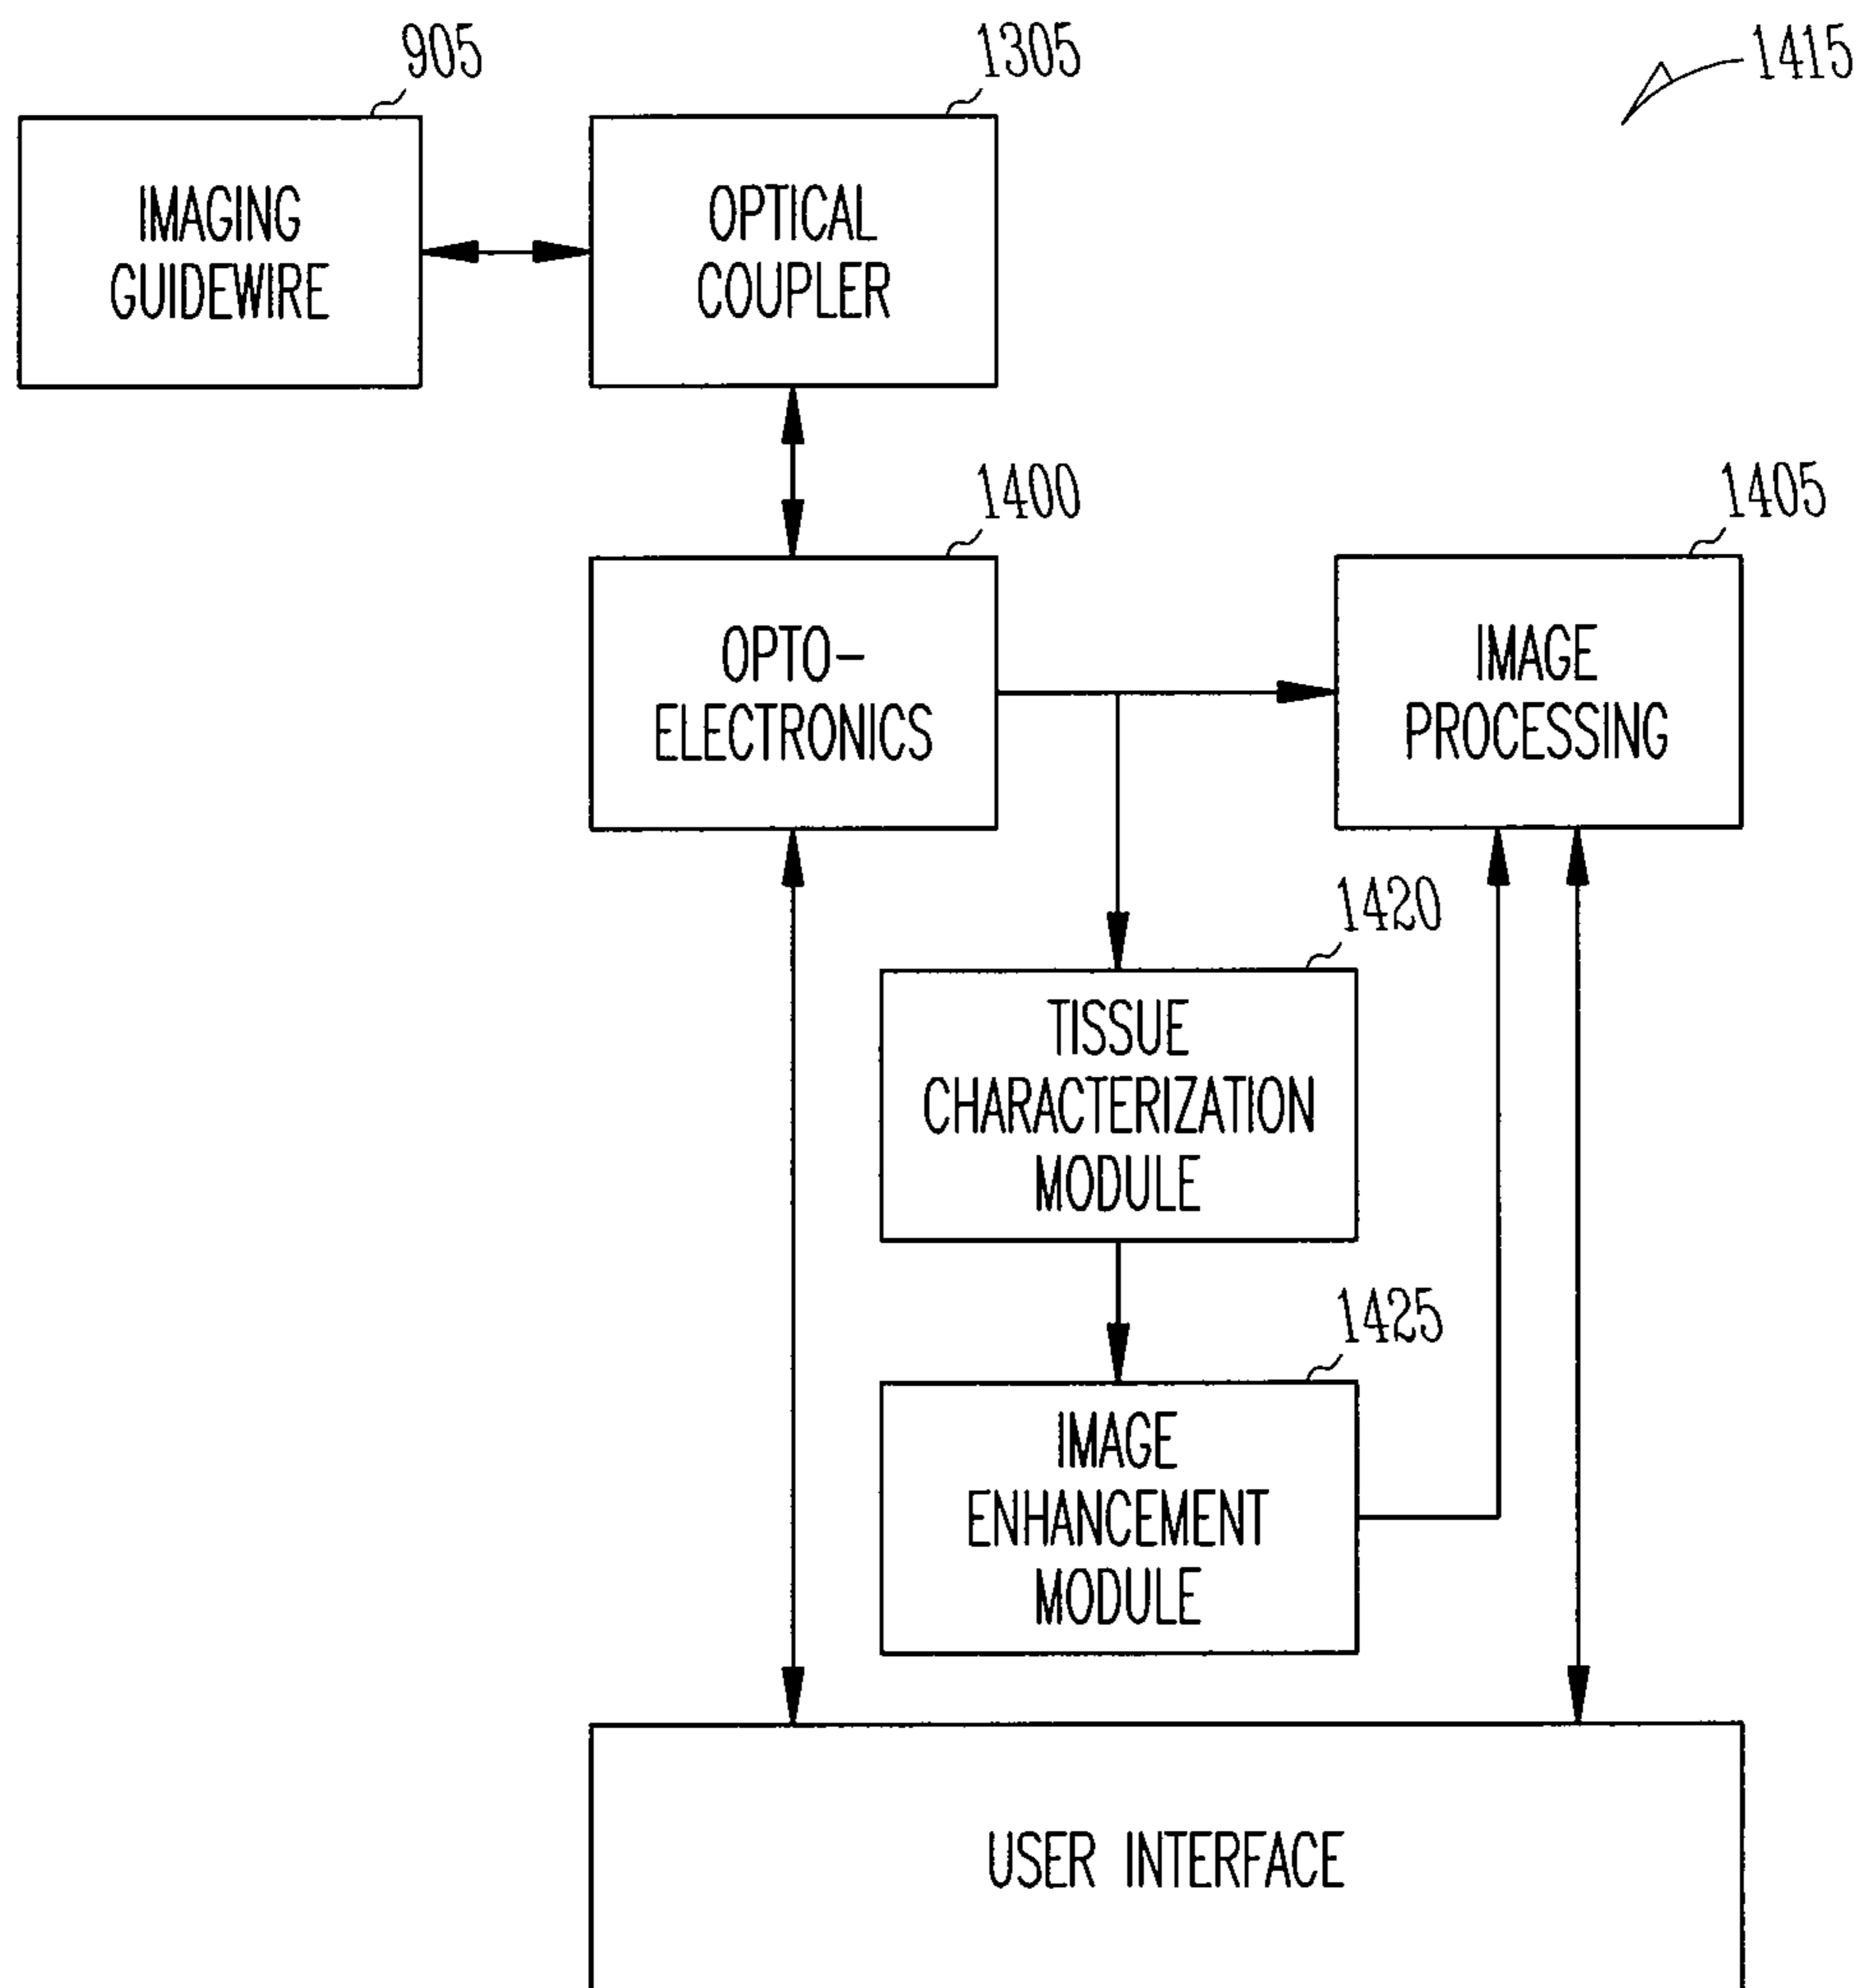 905
1305
1415
IMAGING
GUIDEWIRE
OPTICAL
COUPLER
1400
1405
OPTO-
ELECTRONICS
IMAGE
PROCESSING
1420
TISSUE
CHARACTERIZATION
MODULE
1425
IMAGE
ENHANCEMENT
MODULE
USER INTERFACE